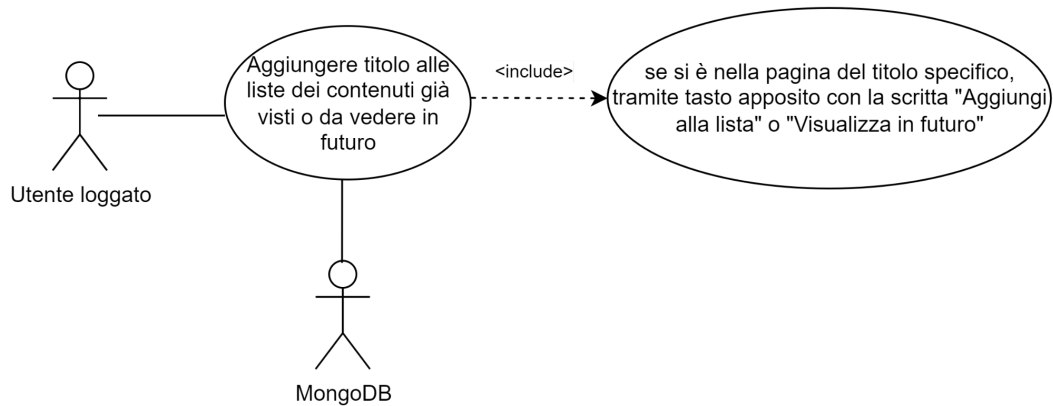 Aggiungere titolo alle
liste dei contenuti già
visti o da vedere in
futuro
<include>
se si è nella pagina del titolo specifico,
tramite tasto apposito con la scritta "Aggiungi
alla lista" o "Visualizza in futuro"
Utente loggato
MongoDB